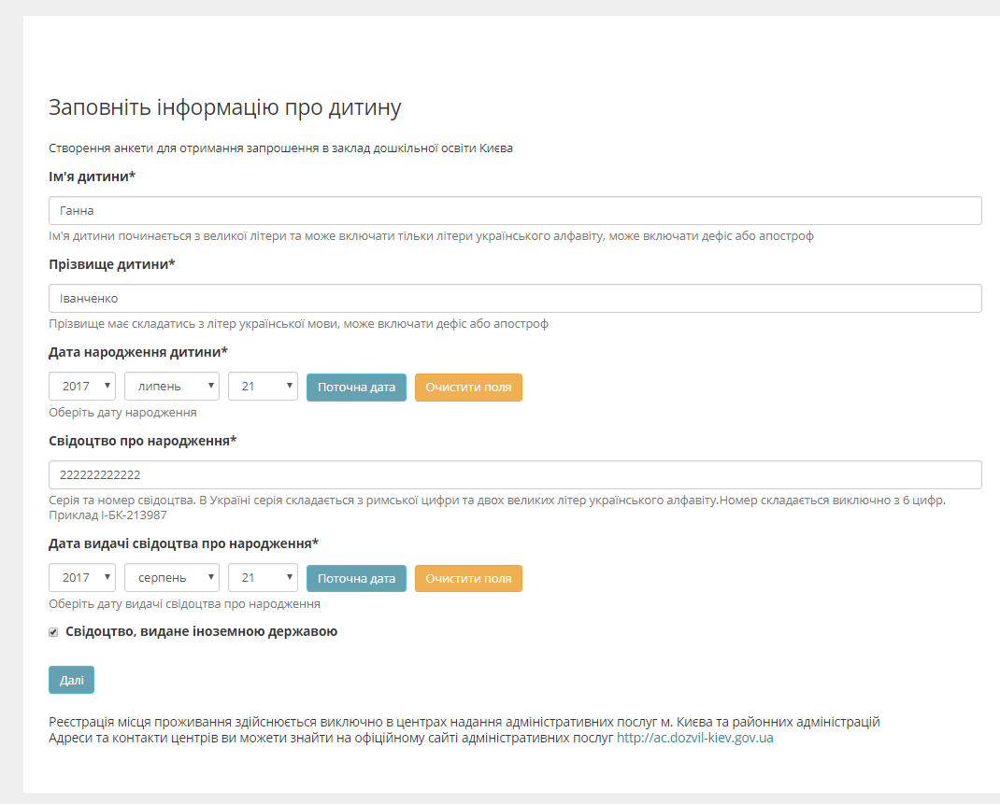 Заповніть інформацію про дитину
Створення анкети для отримання запрошення в заклад дошкільної освіти Києва
Ім'я дитини*
Ганна
Ім'я дитини починається з великої літери та може включати тільки літери українського алфавіту, може включати дефіс або апостроф
Прізвище дитини*
Іванченко
Прізвище має складатись з літер української мови, може включати дефіс або апостроф
Дата народження дитини*
2017 липень 21 Поточна дата Очистити поля
Оберіть дату народження
Свідоцтво про народження*
222222222222
Серія та номер свідоцтва. В Україні серія складається з римської цифри та двох великих літер українського алфавіту.Номер складається виключно з 6 цифр.
Приклад I-БК-213987
Дата видачі свідоцтва про народження*
2017 серпень 21 Поточна дата Очистити поля
Оберіть дату видачі свідоцтва про народження
Свідоцтво, видане іноземною державою
Далі
Реєстрація місця проживання здійснюється виключно в центрах надання адміністративних послуг м. Києва та районних адміністрацій
Адреси та контакти центрів ви можети знайти на офіційному сайті адміністративних послуг http://ac.dozvil-kiev.gov.ua